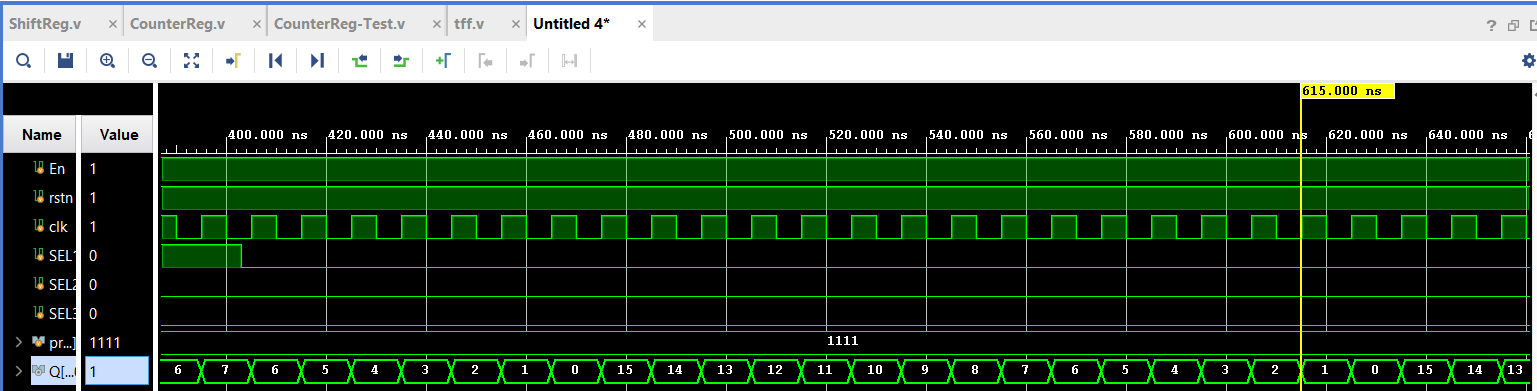 ShiftReg.v × CounterReg.v × CounterReg-Test.v × tff.v × Untitled 4* ×
?
615.000 ns
Name Value
400.000 ns 420.000 ns 440.000 ns 460.000 ns 480.000 ns 500.000 ns 520.000 ns 540.000 ns 560.000 ns 580.000 ns 600.000 ns 620.000 ns 640.000 ns 6
En 1
rstn 1
clk 1
SEL1 0
SEL2 0
SEL3 0
pr...] 1111 1111
Q[...0 1 6 7 6 5 4 3 2 1 0 15 14 13 12 11 10 9 8 7 6 5 4 3 2 1 0 15 14 13